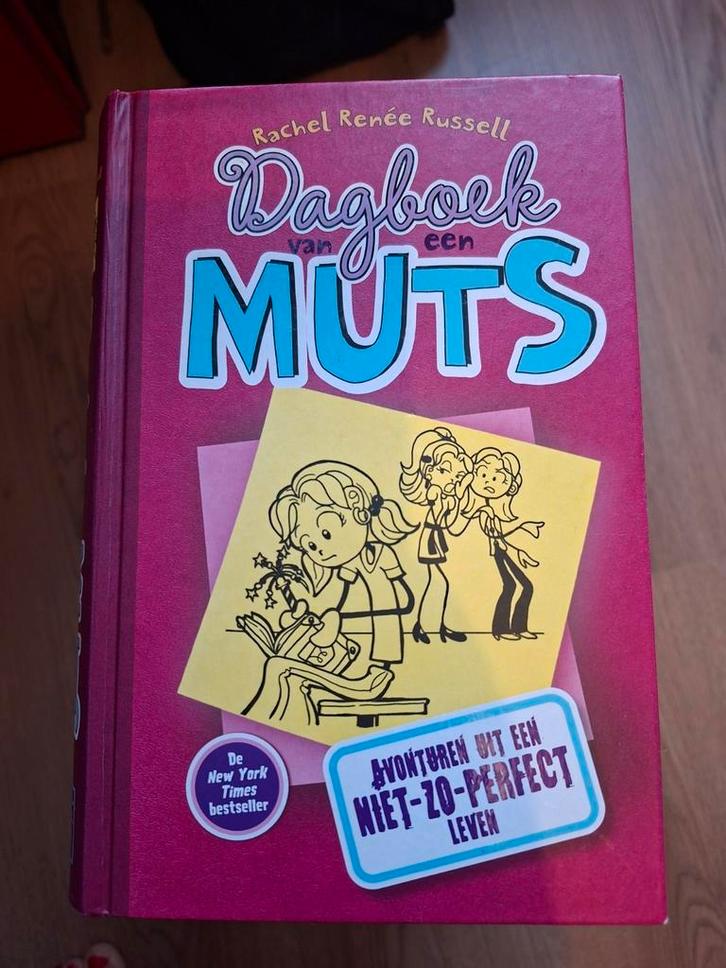 Rachel Renée Russell
Dagboek
van een
MUTS
De
New York
Times
bestseller
AVONTUREN UIT EEN
NIET-ZO-PERFECT
LEVEN